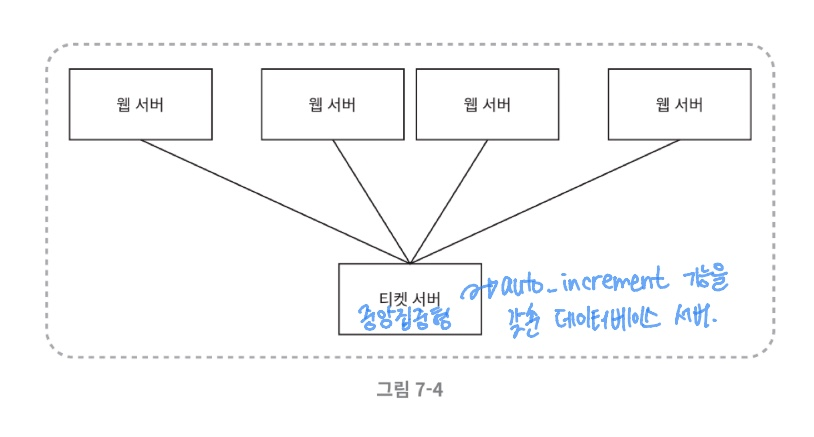 웹 서버
웹 서버
웹 서버
웹 서버
티켓 서버
중앙집중형
auto_increment 기능을
갖춘 데이터베이스 서버.
그림 7-4